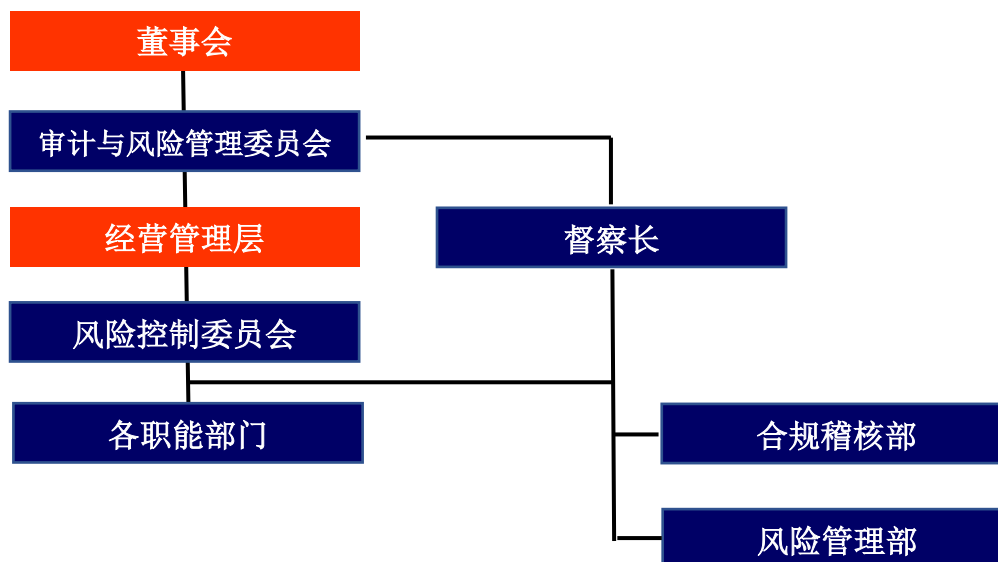 董事会
审计与风险管理委员会
经营管理层
督察长
风险控制委员会
各职能部门
合规稽核部
风险管理部